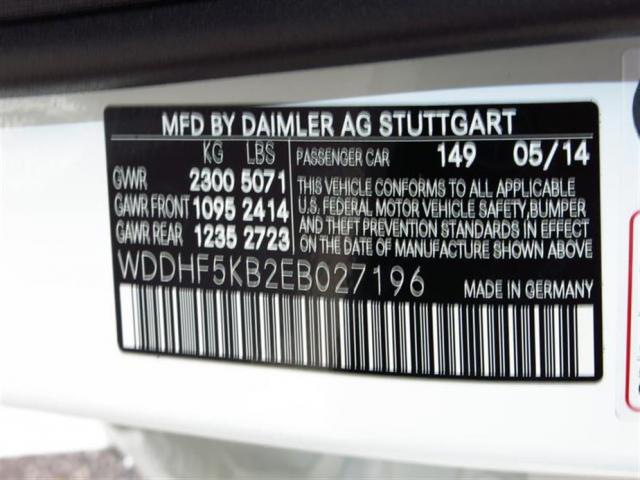 MFD BY DAIMLER AG STUTTGART
KG LBS
GVWR 2300 5071
GAWR FRONT 1095 2414
GAWR REAR 1235 2723
PASSENGER CAR 149 05/14
THIS VEHICLE CONFORMS TO ALL APPLICABLE
U.S. FEDERAL MOTOR VEHICLE SAFETY, BUMPER
AND THEFT PREVENTION STANDARDS IN EFFECT
ON THE DATE OF MANUFACTURE SHOWN ABOVE
WDDHF5KB2EB027196
MADE IN GERMANY